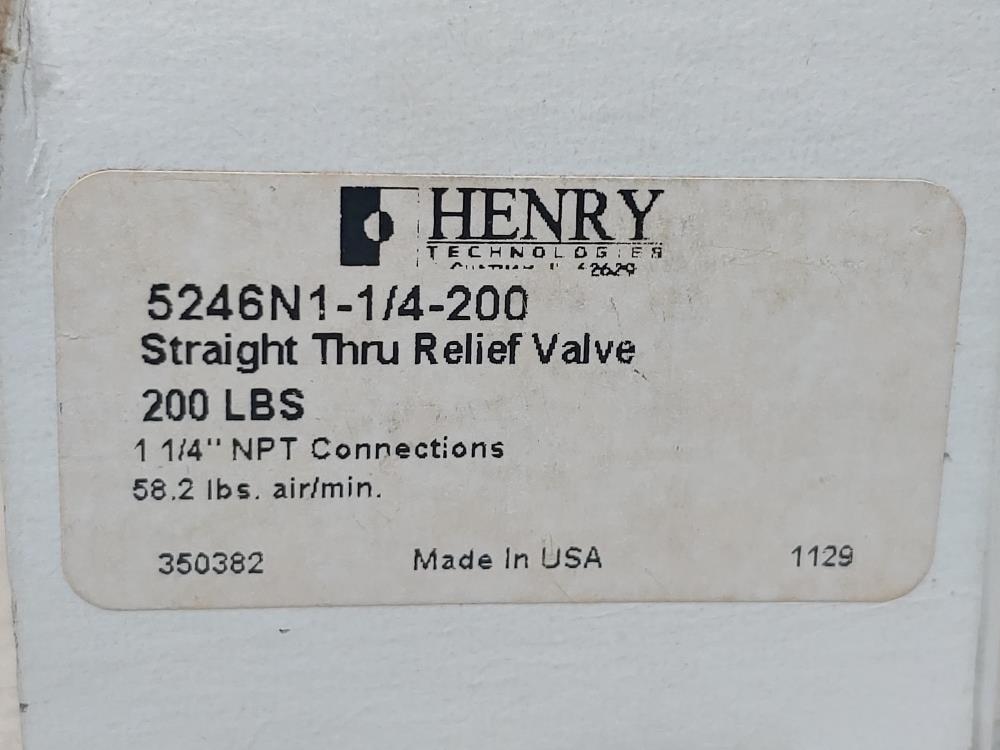 HENRY
TECHNOLOGIES
62629
5246N1-1/4-200
Straight Thru Relief Valve
200 LBS
1 1/4" NPT Connections
58.2 lbs. air/min.
350382 Made In USA 1129